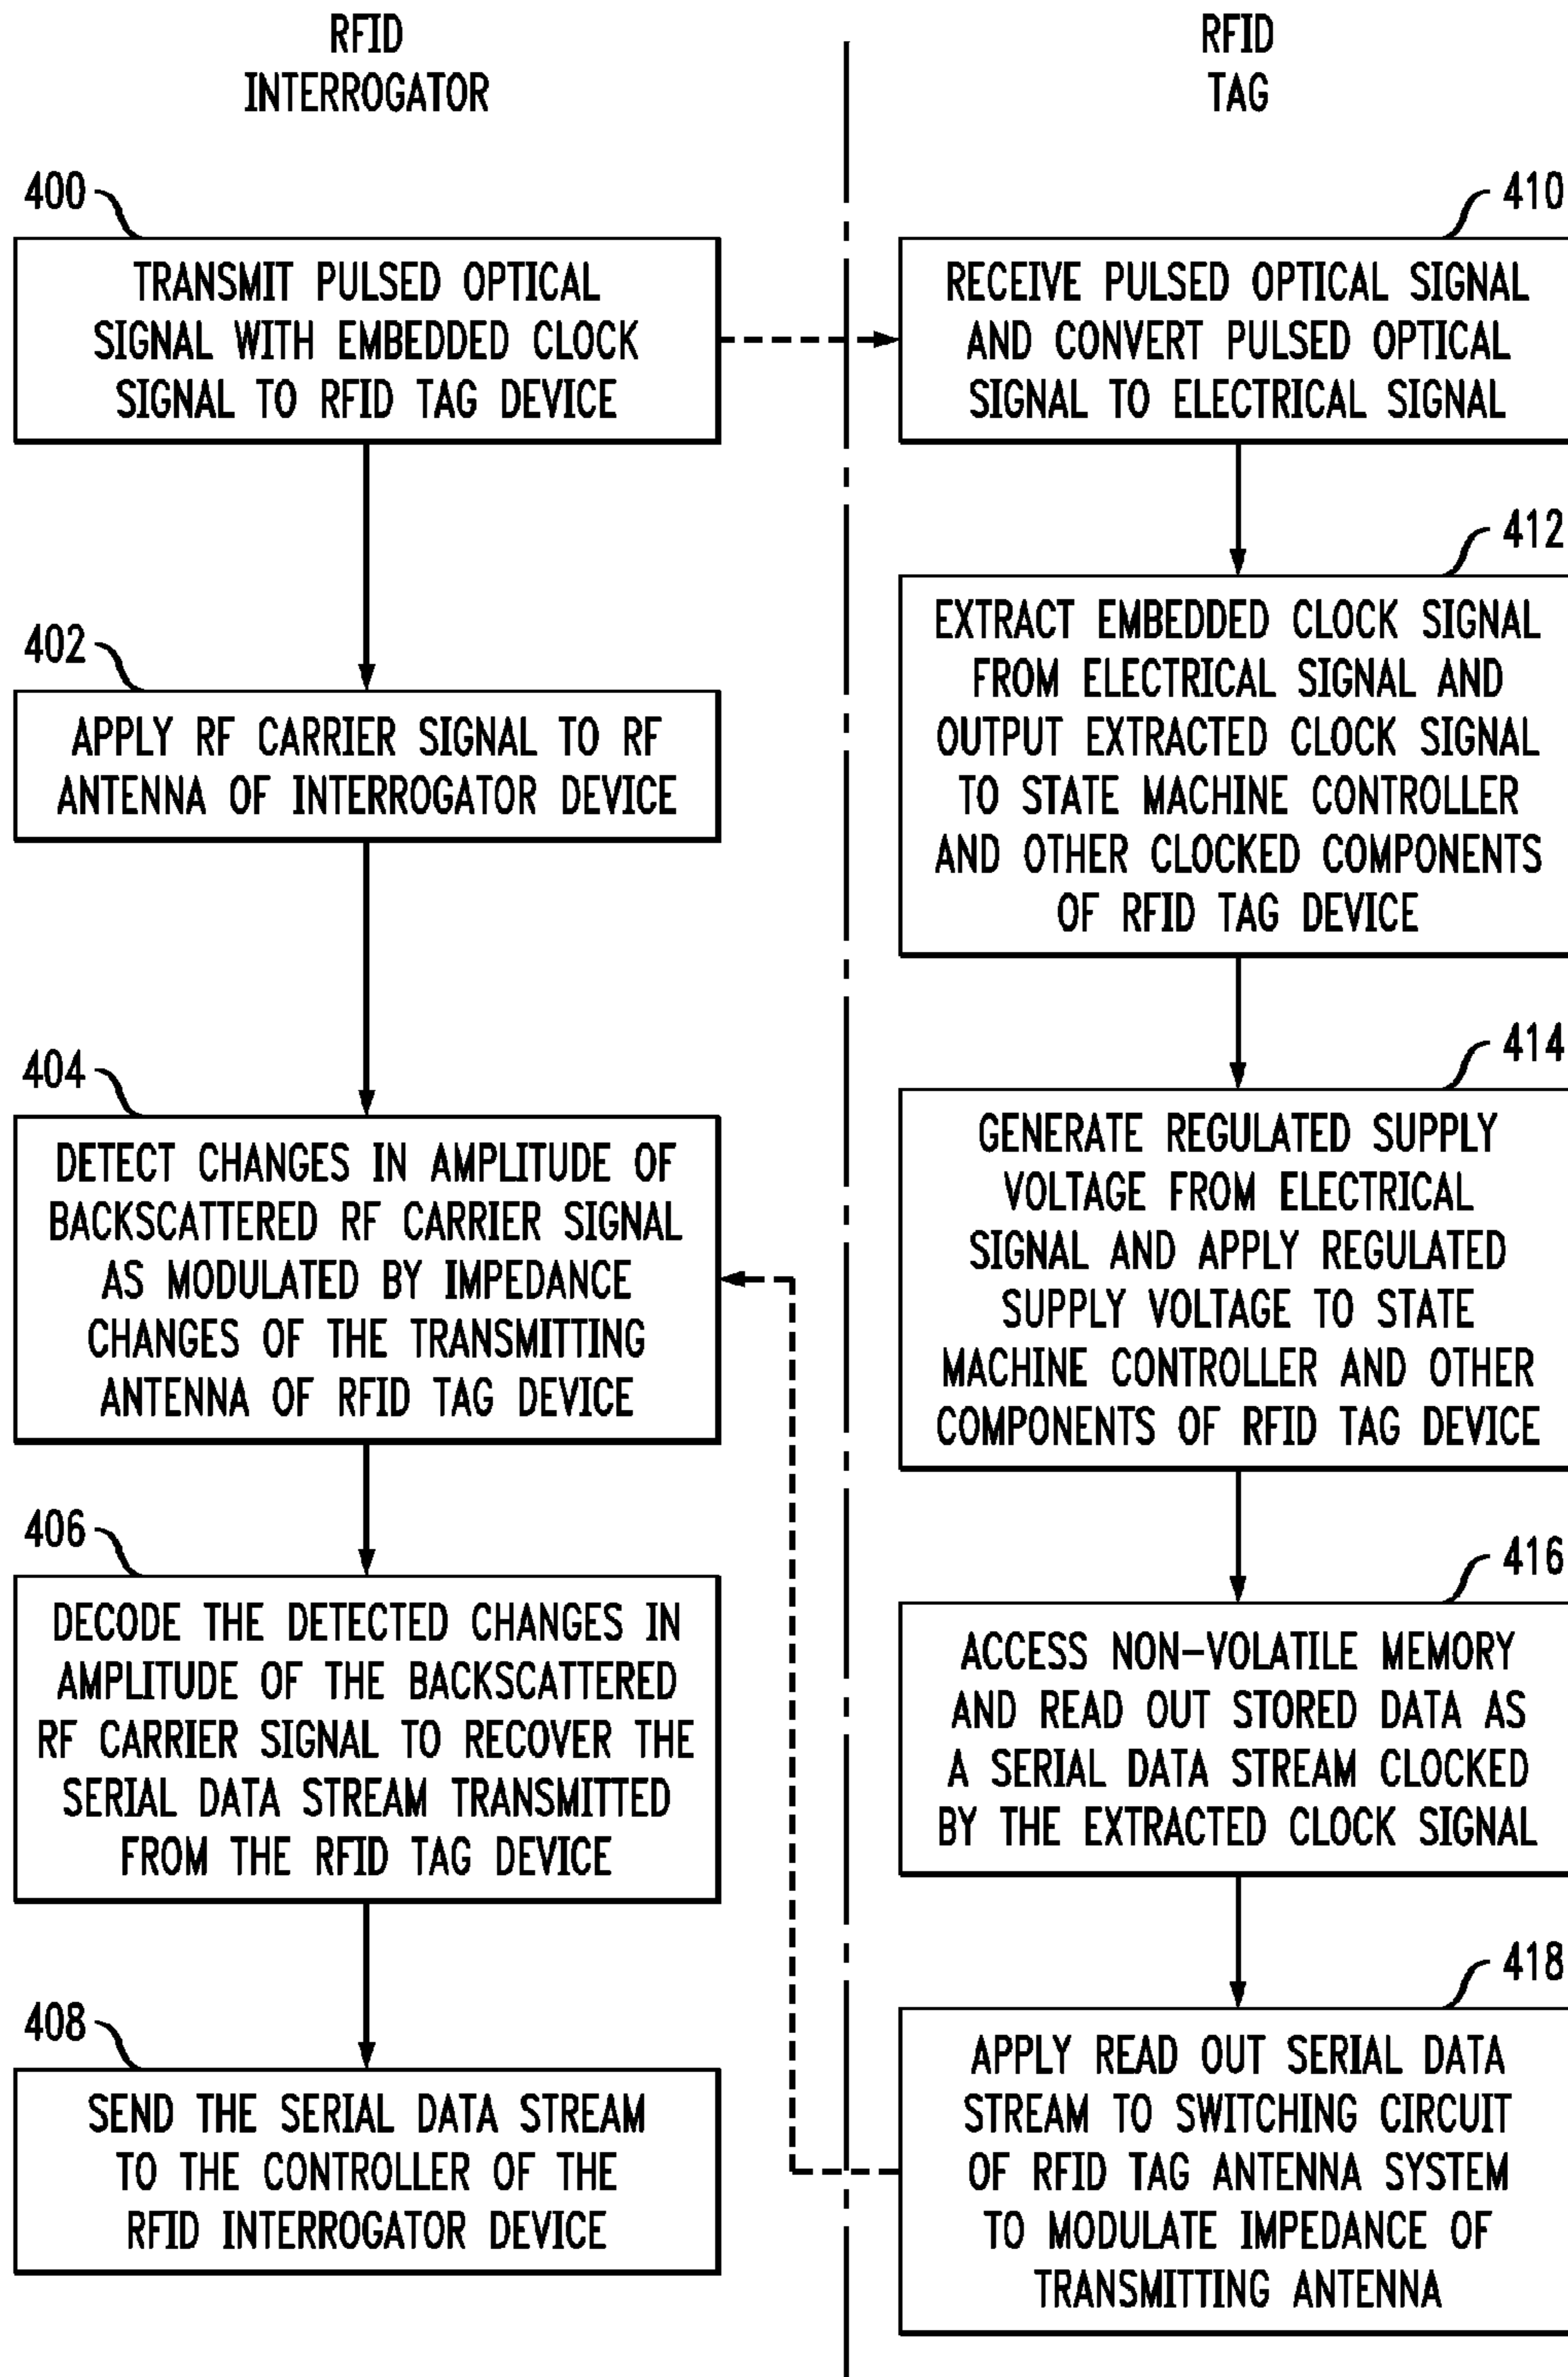 RFID
INTERROGATOR
400
TRANSMIT PULSED OPTICAL
SIGNAL WITH EMBEDDED CLOCK
SIGNAL TO RFID TAG DEVICE
402
APPLY RF CARRIER SIGNAL TO RF
ANTENNA OF INTERROGATOR DEVICE
404
DETECT CHANGES IN AMPLITUDE OF
BACKSCATTERED RF CARRIER SIGNAL
AS MODULATED BY IMPEDANCE
CHANGES OF THE TRANSMITTING
ANTENNA OF RFID TAG DEVICE
406
DECODE THE DETECTED CHANGES IN
AMPLITUDE OF THE BACKSCATTERED
RF CARRIER SIGNAL TO RECOVER THE
SERIAL DATA STREAM TRANSMITTED
FROM THE RFID TAG DEVICE
408
SEND THE SERIAL DATA STREAM
TO THE CONTROLLER OF THE
RFID INTERROGATOR DEVICE
RFID
TAG
410
RECEIVE PULSED OPTICAL SIGNAL
AND CONVERT PULSED OPTICAL
SIGNAL TO ELECTRICAL SIGNAL
412
EXTRACT EMBEDDED CLOCK SIGNAL
FROM ELECTRICAL SIGNAL AND
OUTPUT EXTRACTED CLOCK SIGNAL
TO STATE MACHINE CONTROLLER
AND OTHER CLOCKED COMPONENTS
OF RFID TAG DEVICE
414
GENERATE REGULATED SUPPLY
VOLTAGE FROM ELECTRICAL
SIGNAL AND APPLY REGULATED
SUPPLY VOLTAGE TO STATE
MACHINE CONTROLLER AND OTHER
COMPONENTS OF RFID TAG DEVICE
416
ACCESS NON-VOLATILE MEMORY
AND READ OUT STORED DATA AS
A SERIAL DATA STREAM CLOCKED
BY THE EXTRACTED CLOCK SIGNAL
418
APPLY READ OUT SERIAL DATA
STREAM TO SWITCHING CIRCUIT
OF RFID TAG ANTENNA SYSTEM
TO MODULATE IMPEDANCE OF
TRANSMITTING ANTENNA